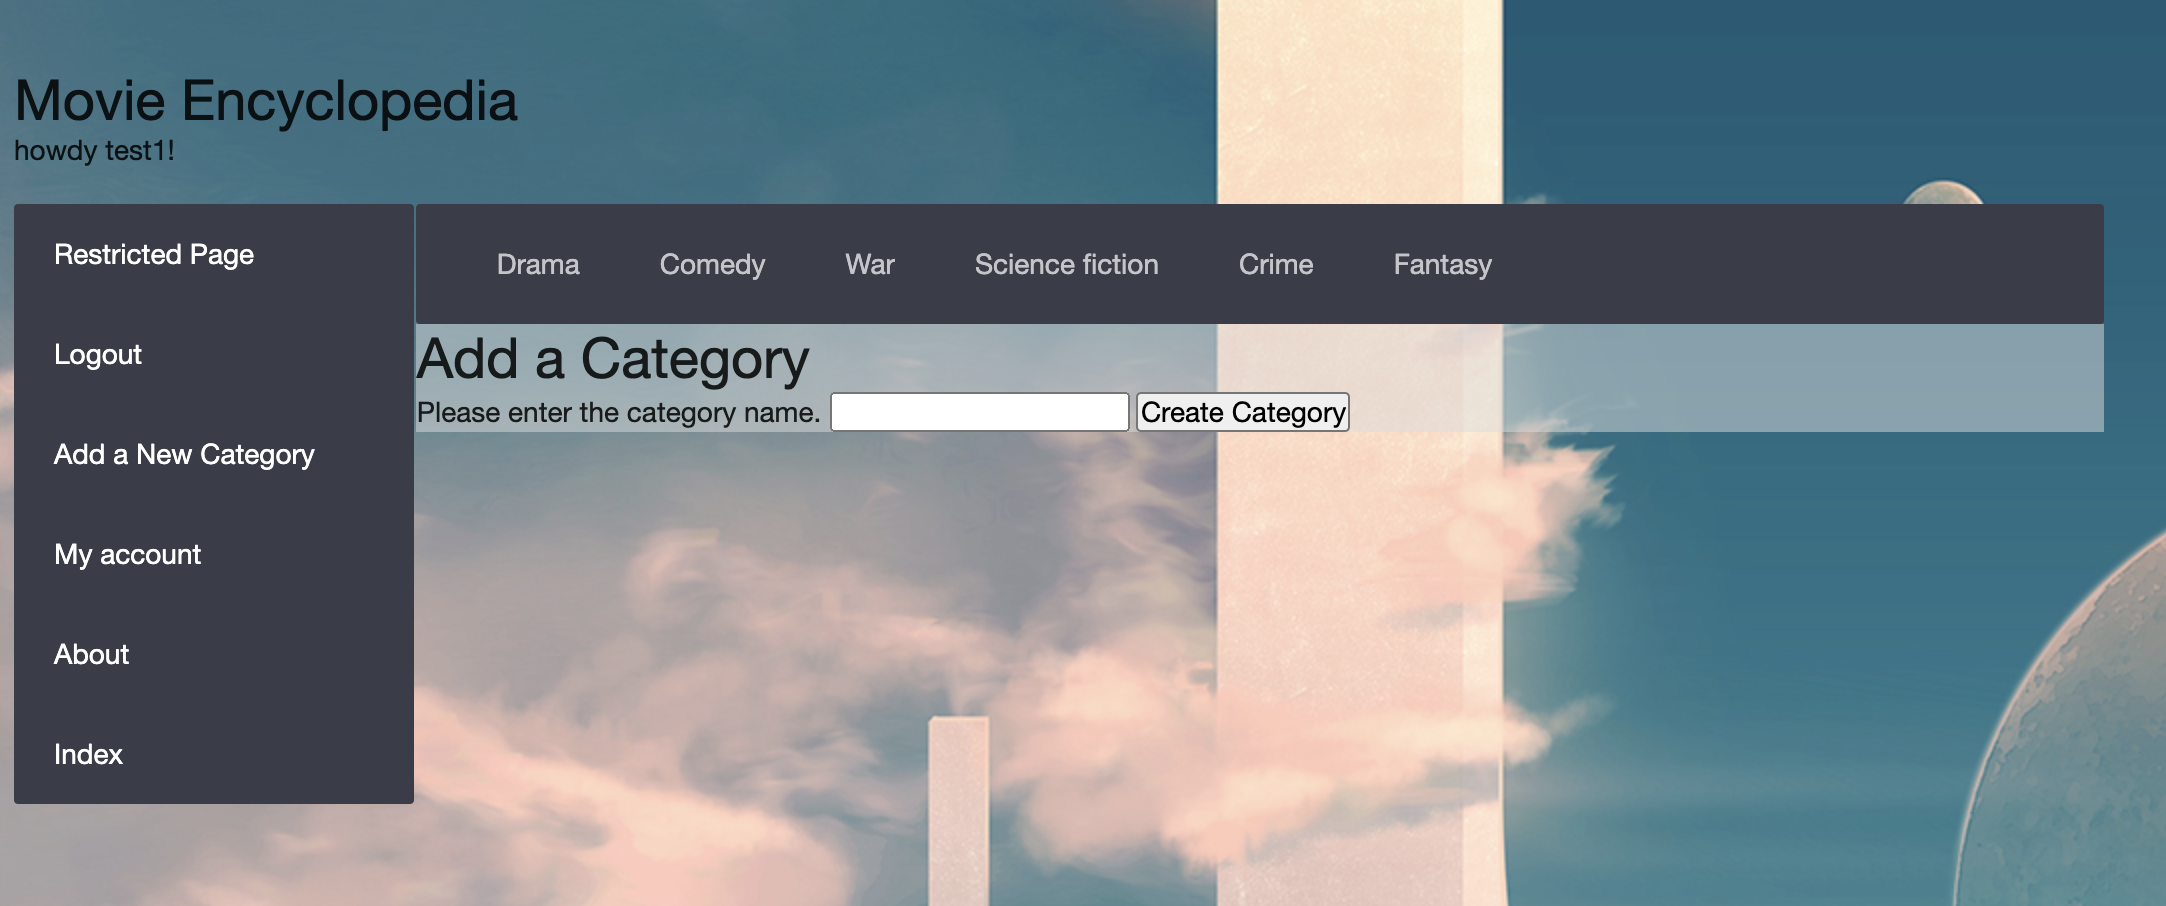 Movie Encyclopedia
howdy test1!
Restricted Page
Logout
Add a New Category
My account
About
Index
Drama Comedy War Science fiction Crime Fantasy
Add a Category
Please enter the category name. Create Category